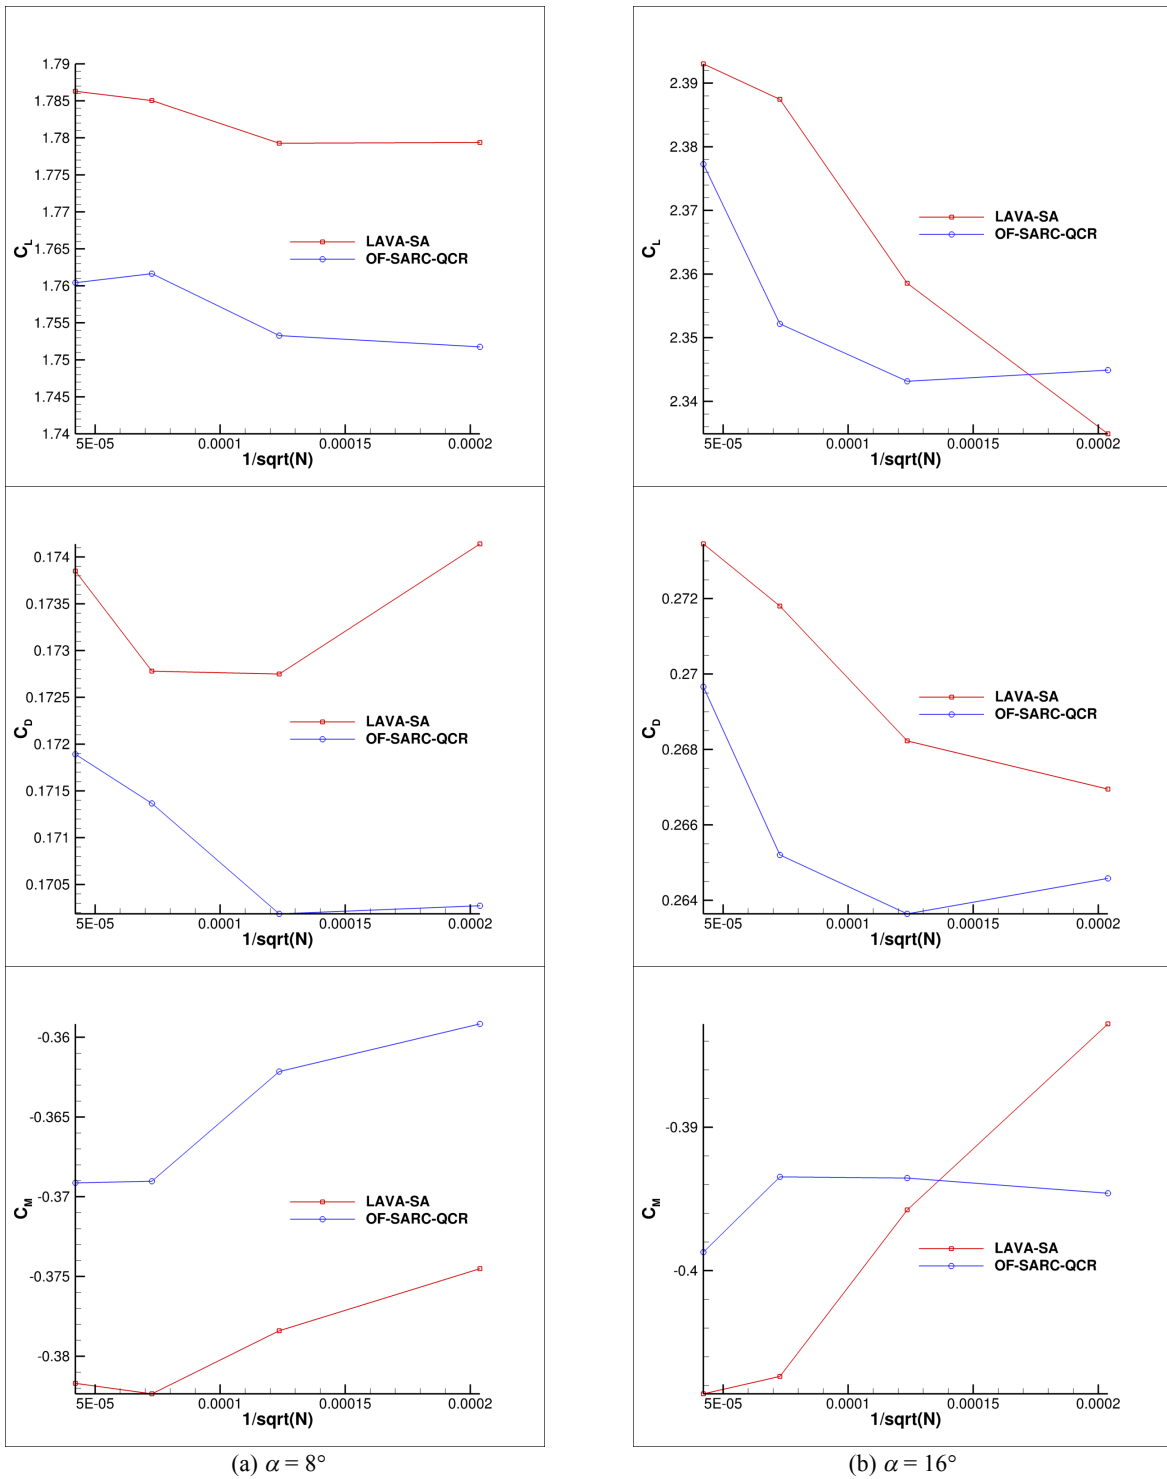 1.79
1.785
1.78
1.775
1.77
1.765
1.76
1.755
1.75
1.745
1.74
C_L
LAVA-SA
OF-SARC-QCR
5E-05 0.0001 0.00015 0.0002
1/sqrt(N)
2.39
2.38
2.37
2.36
2.35
2.34
C_L
LAVA-SA
OF-SARC-QCR
5E-05 0.0001 0.00015 0.0002
1/sqrt(N)
0.174
0.1735
0.173
0.1725
0.172
0.1715
0.171
0.1705
C_D
LAVA-SA
OF-SARC-QCR
5E-05 0.0001 0.00015 0.0002
1/sqrt(N)
0.272
0.27
0.268
0.266
0.264
C_D
LAVA-SA
OF-SARC-QCR
5E-05 0.0001 0.00015 0.0002
1/sqrt(N)
-0.36
-0.365
-0.37
-0.375
-0.38
C_M
LAVA-SA
OF-SARC-QCR
5E-05 0.0001 0.00015 0.0002
1/sqrt(N)
-0.39
-0.4
C_M
LAVA-SA
OF-SARC-QCR
5E-05 0.0001 0.00015 0.0002
1/sqrt(N)
(a) α = 8°
(b) α = 16°